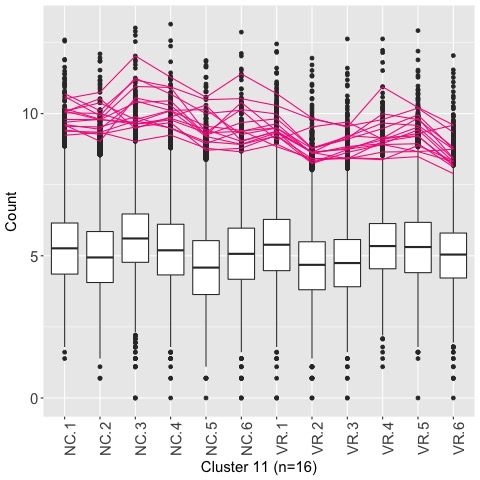 Count
10
5
0
NC.1
NC.2
NC.3
NC.4
NC.5
NC.6
VR.1
VR.2
VR.3
VR.4
VR.5
VR.6
Cluster 11 (n=16)